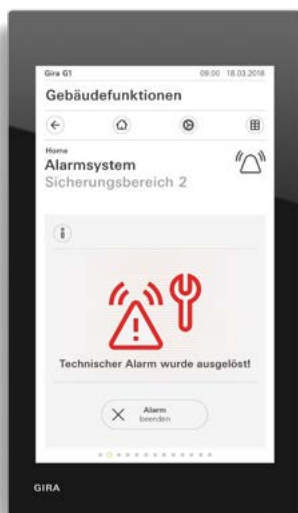 Gira G1 09:00 18.03.2018
Gebäudefunktionen
Home
Alarmsystem
Sicherungsbereich 2
Technischer Alarm wurde ausgelöst!
Alarm
beenden
GIRA